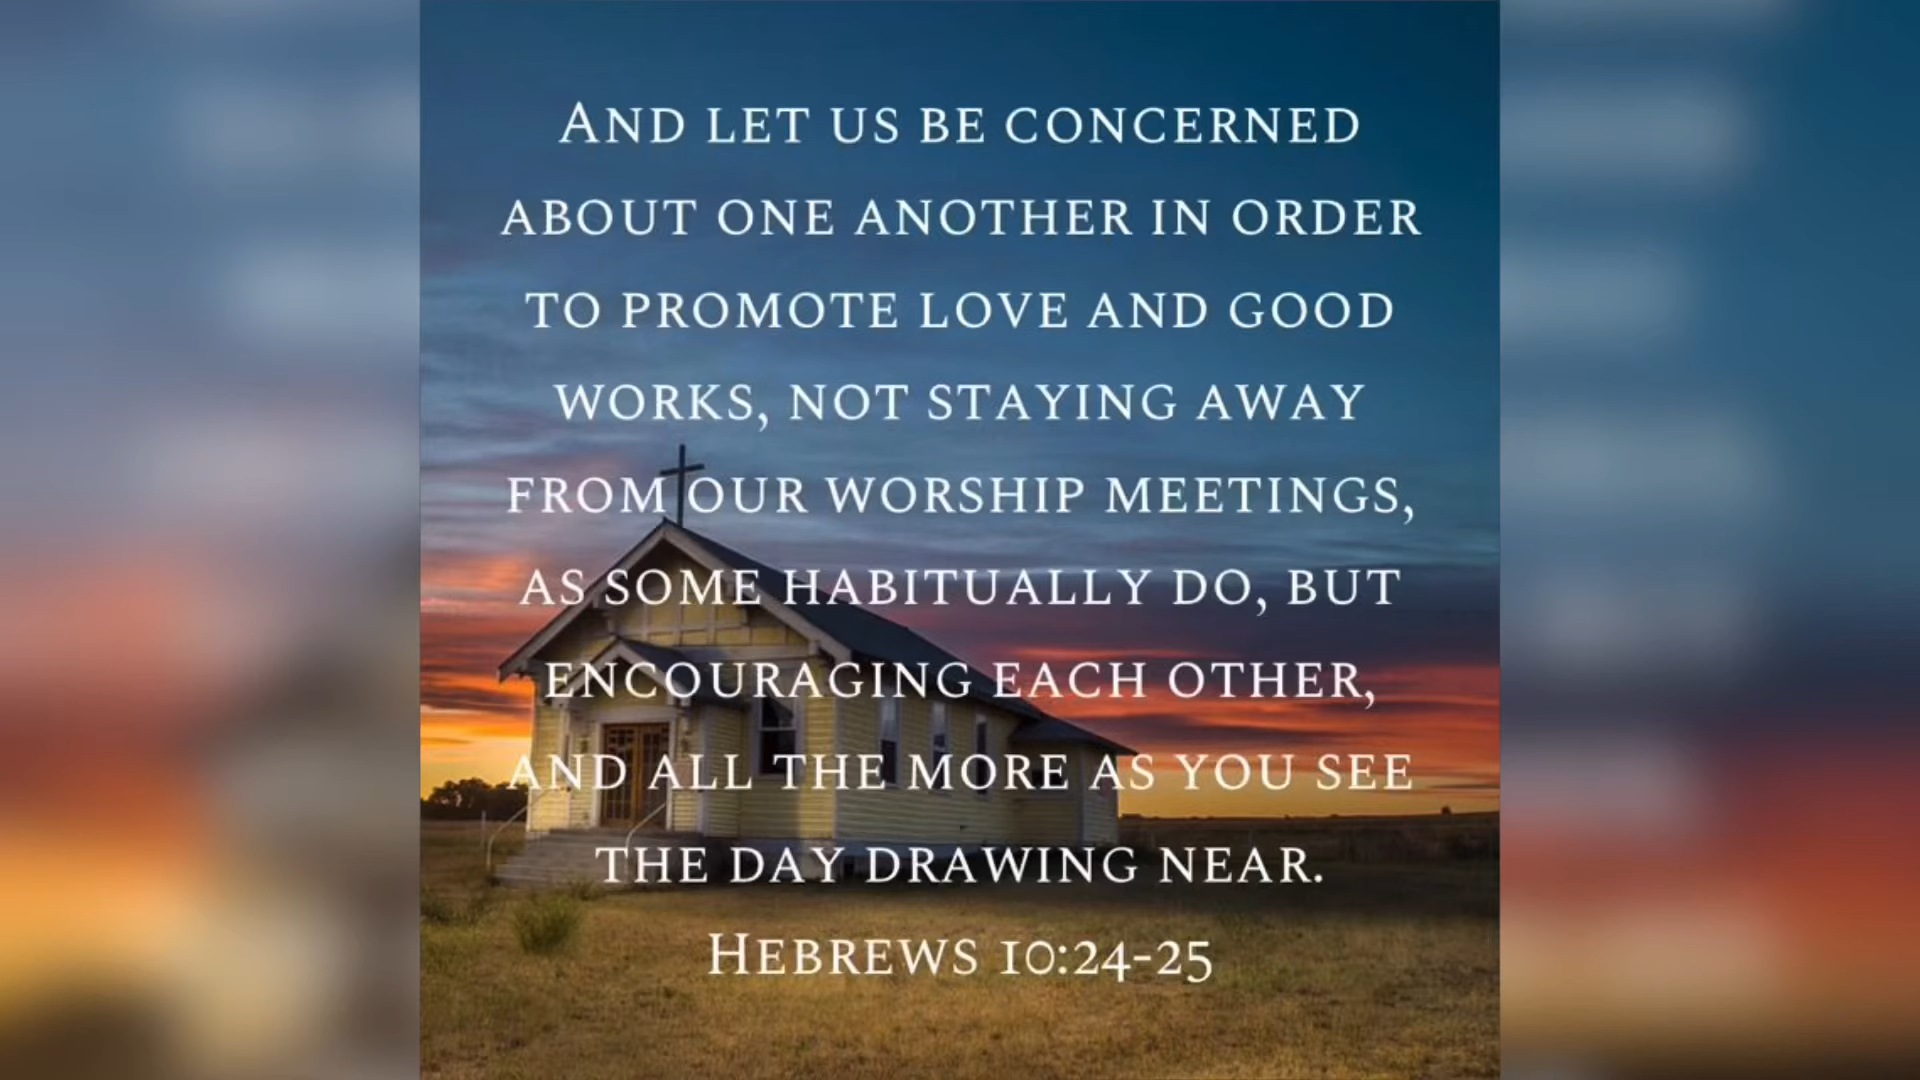 And let us be concerned
about one another in order
to promote love and good
works, not staying away
from our worship meetings,
as some habitually do, but
encouraging each other,
and all the more as you see
the day drawing near.
Hebrews 10:24-25